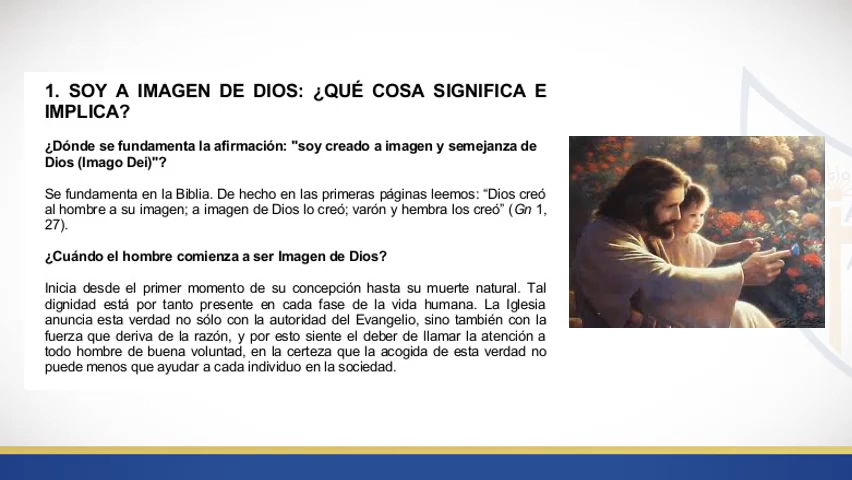 1. SOY A IMAGEN DE DIOS: ¿QUÉ COSA SIGNIFICA E
IMPLICA?
¿Dónde se fundamenta la afirmación: "soy creado a imagen y semejanza de
Dios (Imago Dei)"?
Se fundamenta en la Biblia. De hecho en las primeras páginas leemos: “Dios creó
al hombre a su imagen; a imagen de Dios lo creó; varón y hembra los creó” (Gn 1,
27).
¿Cuándo el hombre comienza a ser Imagen de Dios?
Inicia desde el primer momento de su concepción hasta su muerte natural. Tal
dignidad está por tanto presente en cada fase de la vida humana. La Iglesia
anuncia esta verdad no sólo con la autoridad del Evangelio, sino también con la
fuerza que deriva de la razón, y por esto siente el deber de llamar la atención a
todo hombre de buena voluntad, en la certeza que la acogida de esta verdad no
puede menos que ayudar a cada individuo en la sociedad.